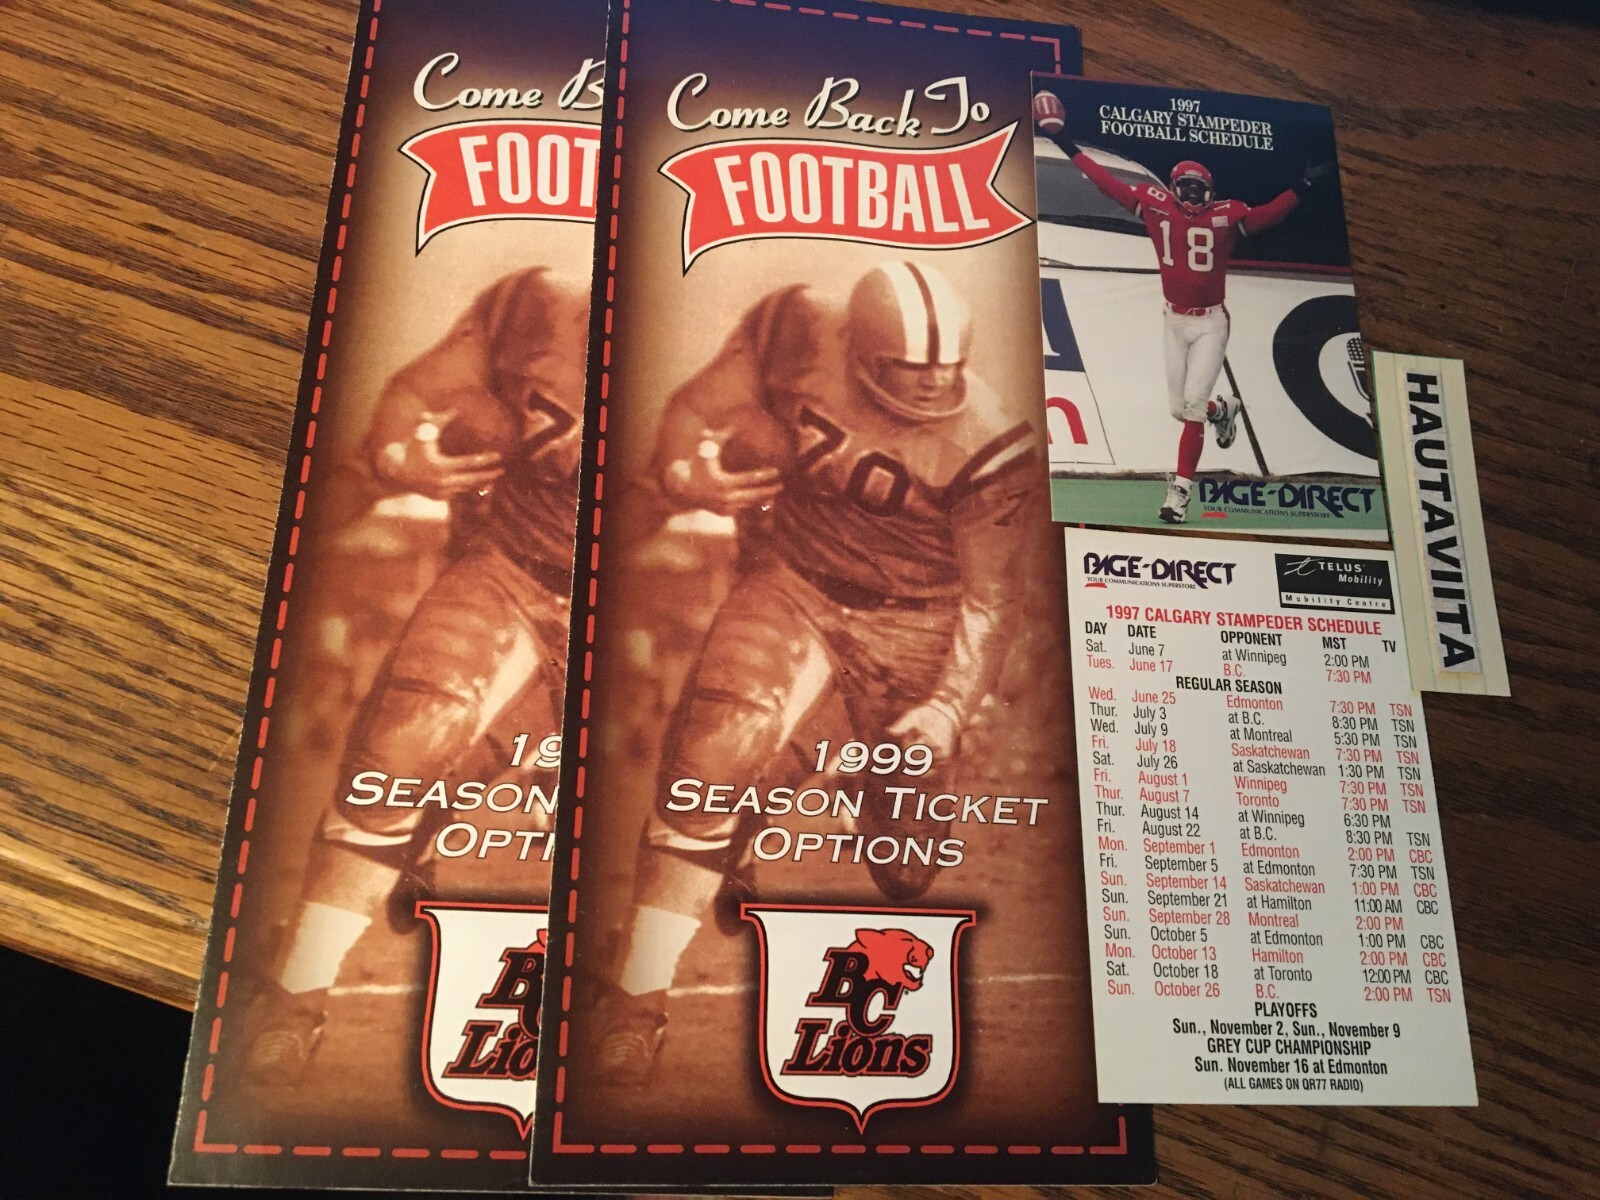 Come B
FOOT
19
SEASON
OPTI
B
C
Lio
Come Back To
FOOTBALL
70
1999
SEASON TICKET
OPTIONS
BC
Lions
1997
CALGARY STAMPEDER
FOOTBALL SCHEDULE
18
18
PAGE-DIRECT
YOUR COMMUNICATIONS SUPERSTORE
HAUTAVIITA
PAGE-DIRECT
YOUR COMMUNICATIONS SUPERSTORE
TELUS
Mobility
Mobility Centre
1997 CALGARY STAMPEDER SCHEDULE
DAY DATE OPPONENT MST TV
Sat. June 7 at Winnipeg 2:00 PM
Tues. June 17 B.C. 7:30 PM
REGULAR SEASON
Wed. June 25 Edmonton 7:30 PM TSN
Thur. July 3 at B.C. 8:30 PM TSN
Wed. July 9 at Montreal 5:30 PM TSN
Fri. July 18 Saskatchewan 7:30 PM TSN
Sat. July 26 at Saskatchewan 1:30 PM TSN
Fri. August 1 Winnipeg 7:30 PM TSN
Thur. August 7 Toronto 7:30 PM TSN
Thur. August 14 at Winnipeg 6:30 PM
Fri. August 22 at B.C. 8:30 PM TSN
Mon. September 1 Edmonton 2:00 PM CBC
Fri. September 5 at Edmonton 7:30 PM TSN
Sun. September 14 Saskatchewan 1:00 PM CBC
Sun. September 21 at Hamilton 11:00 AM CBC
Sun. September 28 Montreal 2:00 PM
Sun. October 5 at Edmonton 1:00 PM CBC
Mon. October 13 Hamilton 2:00 PM CBC
Sat. October 18 at Toronto 12:00 PM CBC
Sun. October 26 B.C. 2:00 PM TSN
PLAYOFFS
Sun., November 2, Sun., November 9
GREY CUP CHAMPIONSHIP
Sun. November 16 at Edmonton
(ALL GAMES ON QR77 RADIO)